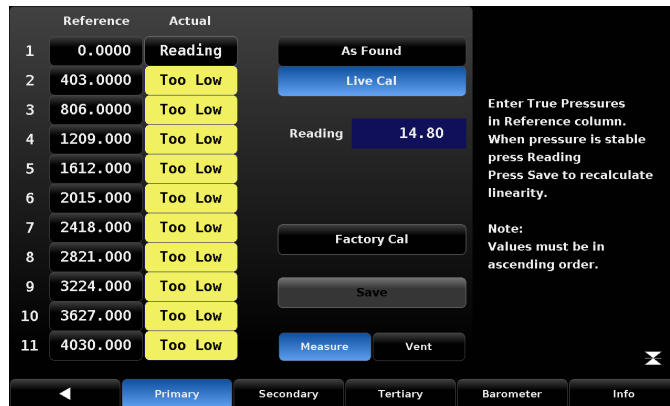 Reference Actual
1 0.0000 Reading As Found
2 403.0000 Too Low Live Cal
3 806.0000 Too Low
4 1209.000 Too Low Reading 14.80
5 1612.000 Too Low
6 2015.000 Too Low
7 2418.000 Too Low Factory Cal
8 2821.000 Too Low
9 3224.000 Too Low Save
10 3627.000 Too Low
11 4030.000 Too Low Measure Vent
Enter True Pressures
in Reference column.
When pressure is stable
press Reading
Press Save to recalculate
linearity.
Note:
Values must be in
ascending order.
Primary Secondary Tertiary Barometer Info